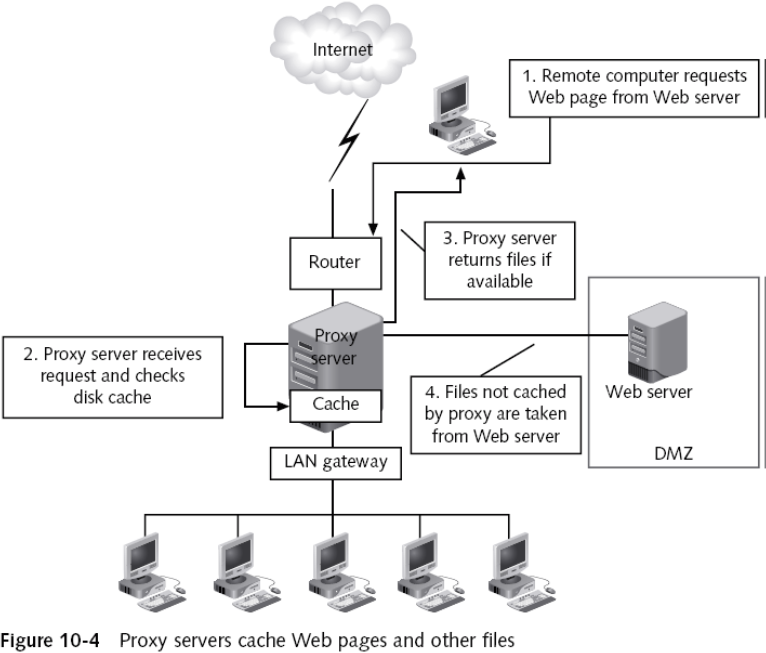 Internet
1. Remote computer requests
Web page from Web server
Router
3. Proxy server
returns files if
available
Proxy
server
2. Proxy server receives
request and checks
disk cache
Cache
4. Files not cached
by proxy are taken
from Web server
Web server
DMZ
LAN gateway
Figure 10-4 Proxy servers cache Web pages and other files